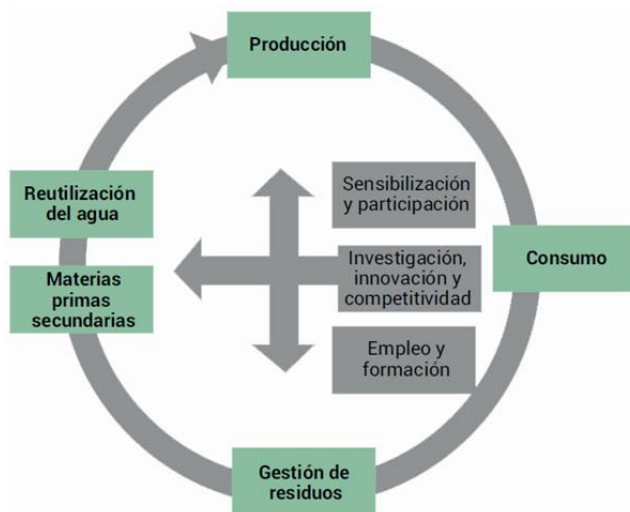 Producción
Sensibilización
y participación
Reutilización
del agua
Investigación,
innovación y
competitividad
Consumo
Materias
primas
secundarias
Empleo y
formación
Gestión de
residuos